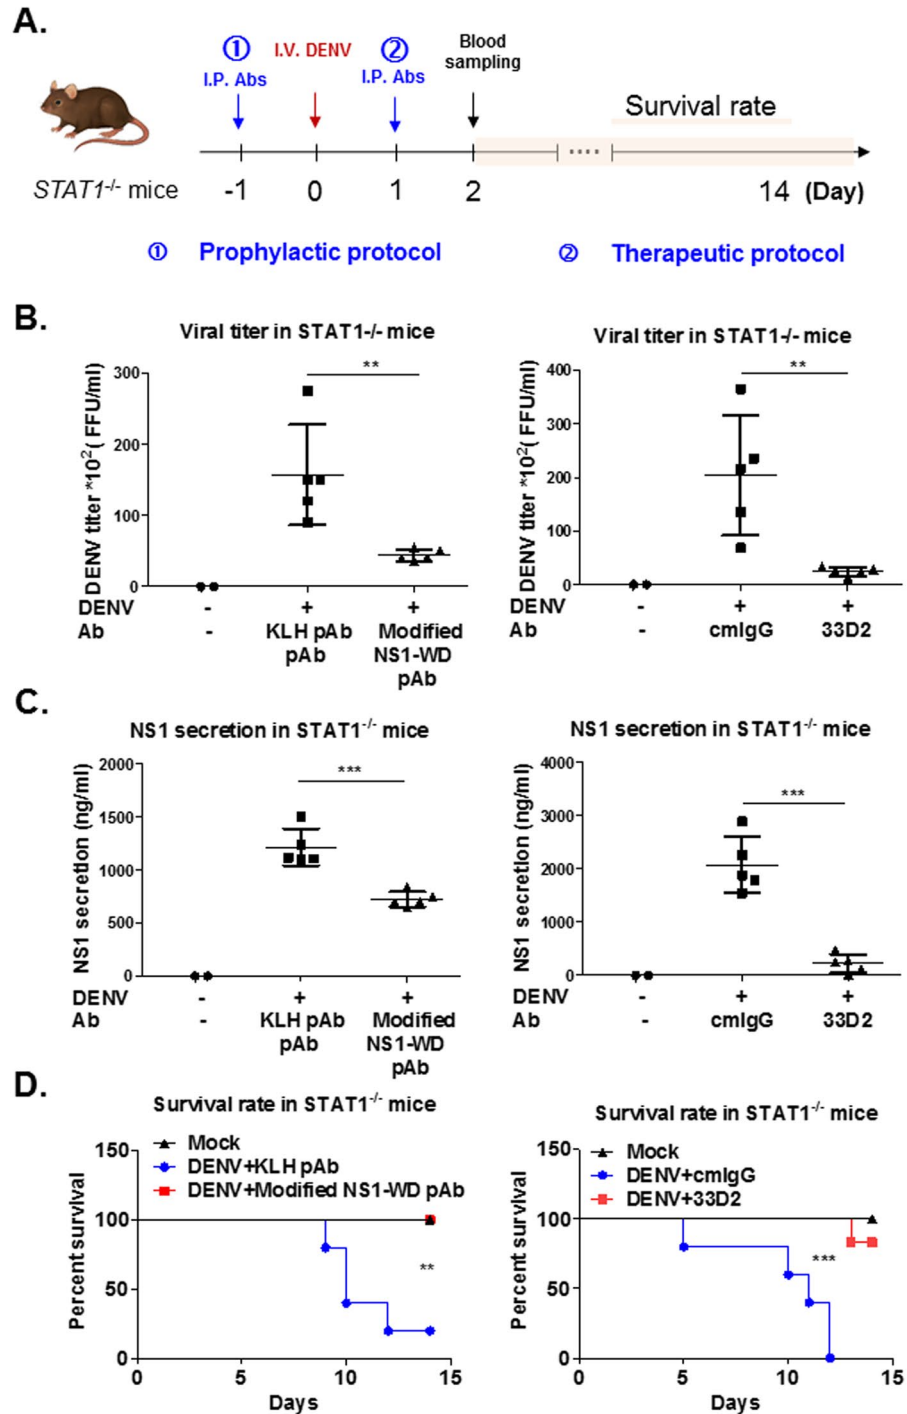 A.
① I.V. DENV ② Blood
I.P. Abs I.P. Abs sampling
Survival rate
....
STAT1-/- mice -1 0 1 2 14 (Day)
① Prophylactic protocol ② Therapeutic protocol
B.
Viral titer in STAT1-/- mice
DENV titer *10²( FFU/ml)
300
200
100
0
**
DENV - + +
Ab - KLH pAb Modified
pAb NS1-WD
pAb
Viral titer in STAT1-/- mice
DENV titer *10²( FFU/ml)
400
300
200
100
0
**
DENV - + +
Ab - cmIgG 33D2
C.
NS1 secretion in STAT1-/- mice
NS1 secretion (ng/ml)
2000
1500
1000
500
0
***
DENV - + +
Ab - KLH pAb Modified
pAb NS1-WD
pAb
NS1 secretion in STAT1-/- mice
NS1 secretion (ng/ml)
4000
3000
2000
1000
0
***
DENV - + +
Ab - cmIgG 33D2
D.
Survival rate in STAT1-/- mice
Mock
DENV+KLH pAb
DENV+Modified NS1-WD pAb
Percent survival
150
100
50
0
**
0 5 10 15
Days
Survival rate in STAT1-/- mice
Mock
DENV+cmIgG
DENV+33D2
Percent survival
150
100
50
0
***
0 5 10 15
Days